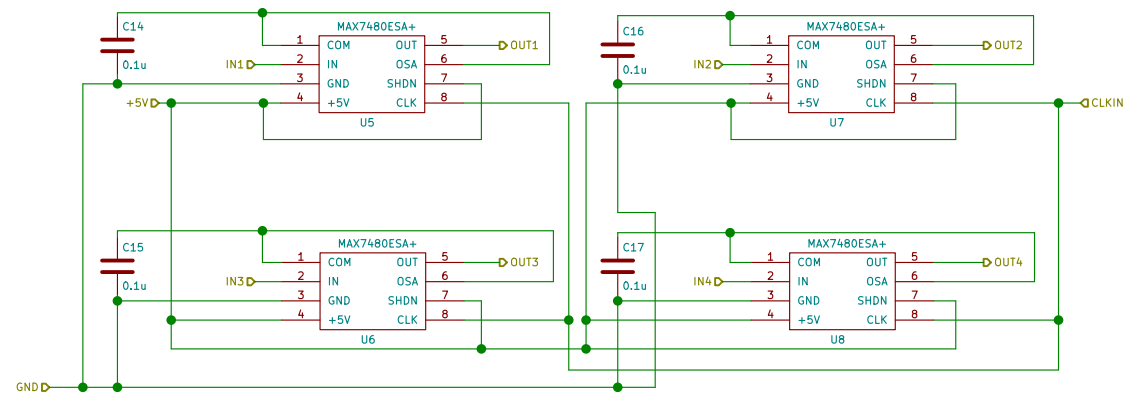 C14
0.1u
MAX7480ESA+
1 COM OUT 5 OUT1
IN1 2 IN OSA 6
3 GND SHDN 7
+5V 4 +5V CLK 8
U5
C16
0.1u
MAX7480ESA+
1 COM OUT 5 OUT2
IN2 2 IN OSA 6
3 GND SHDN 7
4 +5V CLK 8 CLKIN
U7
C15
0.1u
MAX7480ESA+
1 COM OUT 5 OUT3
IN3 2 IN OSA 6
3 GND SHDN 7
4 +5V CLK 8
U6
C17
0.1u
MAX7480ESA+
1 COM OUT 5 OUT4
IN4 2 IN OSA 6
3 GND SHDN 7
4 +5V CLK 8
U8
GND